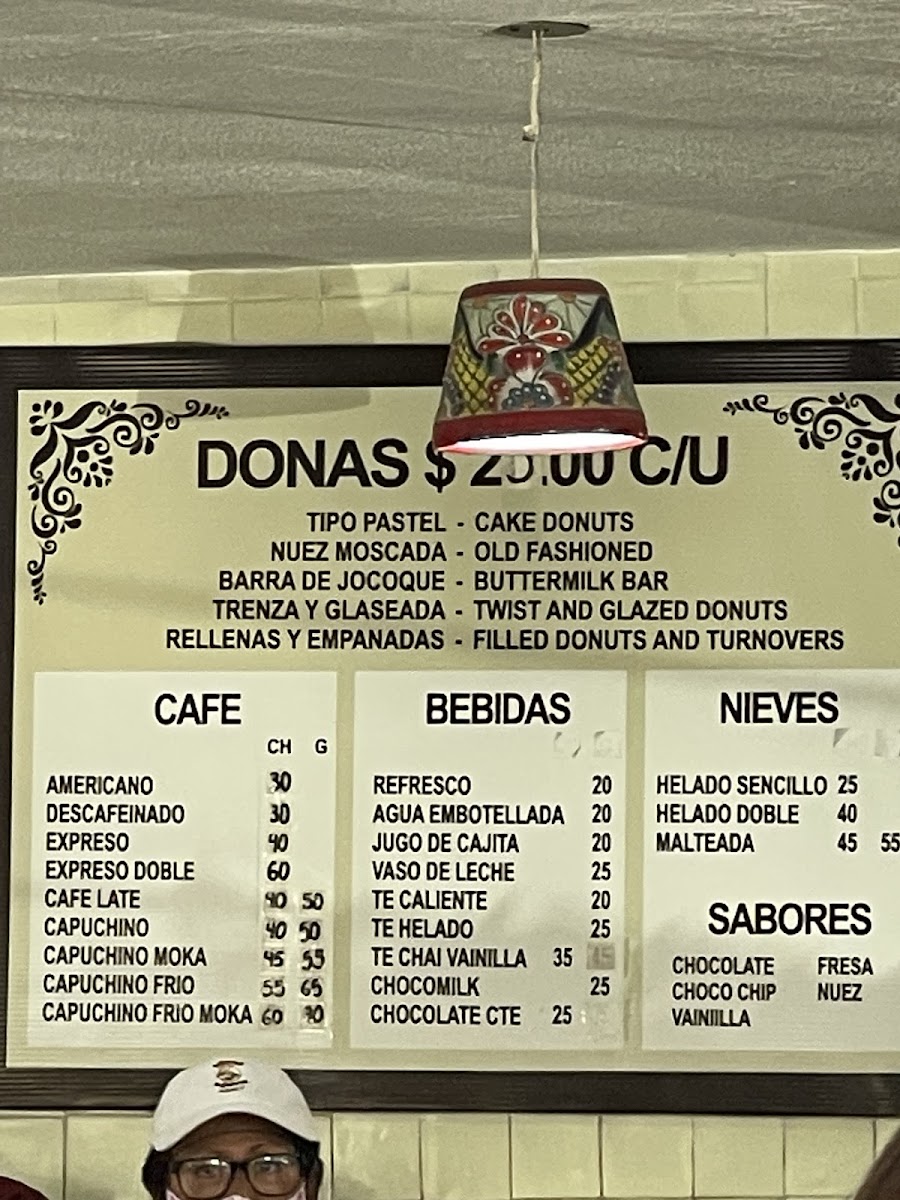 DONAS $ 25.00 C/U
TIPO PASTEL - CAKE DONUTS
NUEZ MOSCADA - OLD FASHIONED
BARRA DE JOCOQUE - BUTTERMILK BAR
TRENZA Y GLASEADA - TWIST AND GLAZED DONUTS
RELLENAS Y EMPANADAS - FILLED DONUTS AND TURNOVERS
CAFE
CH G
AMERICANO 30
DESCAFEINADO 30
EXPRESO 40
EXPRESO DOBLE 60
CAFE LATE 40 50
CAPUCHINO 40 50
CAPUCHINO MOKA 45 55
CAPUCHINO FRIO 55 65
CAPUCHINO FRIO MOKA 60
BEBIDAS
REFRESCO 20
AGUA EMBOTELLADA 20
JUGO DE CAJITA 20
VASO DE LECHE 25
TE CALIENTE 20
TE HELADO 25
TE CHAI VAINILLA 35 45
CHOCOMILK 25
CHOCOLATE CTE 25
NIEVES
HELADO SENCILLO 25
HELADO DOBLE 40
MALTEADA 45 55
SABORES
CHOCOLATE FRESA
CHOCO CHIP NUEZ
VAINIILLA